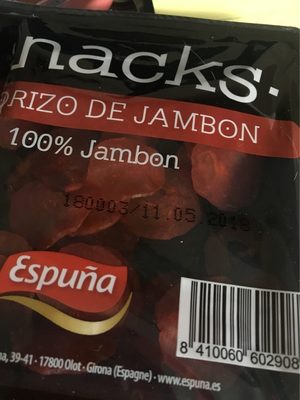 nacks·
ORIZO DE JAMBON
100% Jambon
180003/11.05.2018
Espuña
na, 39-41 · 17800 Olot · Girona (Espagne) · www.espuna.es
8 410060 602908